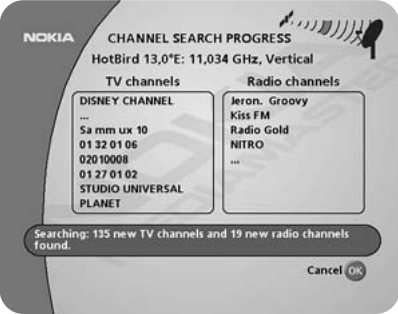 NOKIA
CHANNEL SEARCH PROGRESS
HotBird 13,0°E: 11,034 GHz, Vertical
TV channels
DISNEY CHANNEL
...
Sa mm ux 10
01 32 01 06
02010008
01 27 01 02
STUDIO UNIVERSAL
PLANET
Radio channels
Jeron. Groovy
Kiss FM
Radio Gold
NITRO
...
Searching: 135 new TV channels and 19 new radio channels
found.
Cancel OK